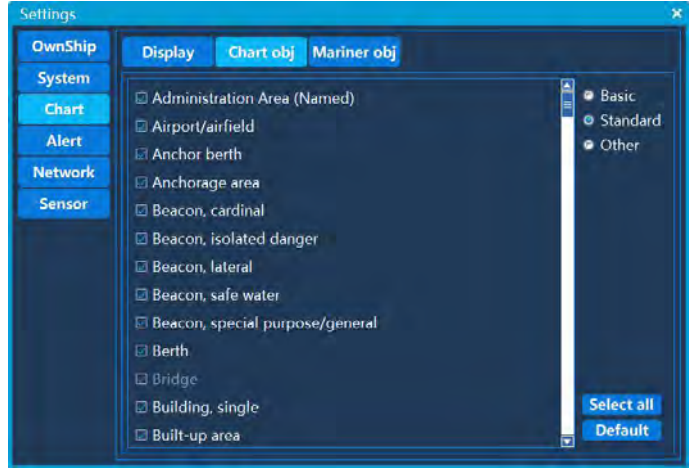 Settings
OwnShip
System
Chart
Alert
Network
Sensor
Display Chart obj Mariner obj
Administration Area (Named)
Airport/airfield
Anchor berth
Anchorage area
Beacon, cardinal
Beacon, isolated danger
Beacon, lateral
Beacon, safe water
Beacon, special purpose/general
Berth
Bridge
Building, single
Built-up area
Basic
Standard
Other
Select all
Default